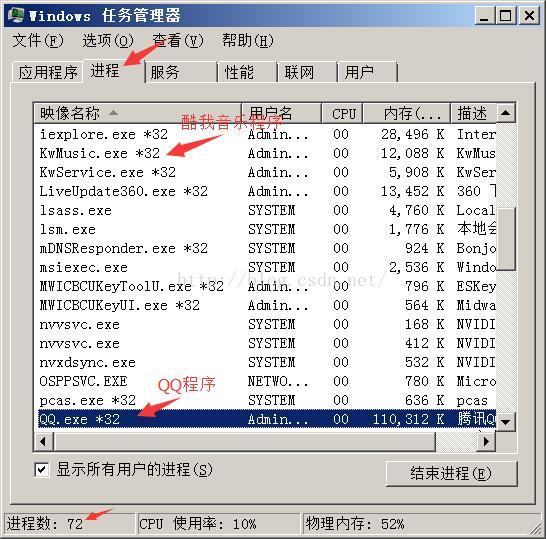 Windows 任务管理器
文件(F) 选项(O) 查看(V) 帮助(H)
应用程序 进程 服务 性能 联网 用户
映像名称 用户名 CPU 内存(... 描述
酷我音乐程序
iexplore.exe *32 Admin... 00 28,496 K Inter
KwMusic.exe *32 Admin... 00 12,088 K KwMus
KwService.exe *32 Admin... 00 5,908 K KwSer
LiveUpdate360.exe *32 Admin... 00 13,452 K 360
lsass.exe SYSTEM 00 4,760 K Local
lsm.exe SYSTEM 00 1,776 K 本地会
mDNSResponder.exe *32 SYSTEM 00 924 K Bonjo
msiexec.exe SYSTEM 00 2,536 K Windo
http://blog.csdn.net/
MWICBCUKeyToolU.exe *32 Admin... 00 796 K ESKey
MWICBCUKeyUI.exe *32 Admin... 00 564 K Midwa
nvvsvc.exe SYSTEM 00 168 K NVIDI
nvvsvc.exe SYSTEM 00 412 K NVIDI
nvxdsync.exe SYSTEM 00 532 K NVIDI
OSPPSVC.EXE NETWO... 00 780 K Micro
QQ程序
pcas.exe *32 SYSTEM 00 636 K pcas
QQ.exe *32 Admin... 00 110,312 K 腾讯QQ
显示所有用户的进程(S) 结束进程(E)
进程数: 72 CPU 使用率: 10% 物理内存: 52%